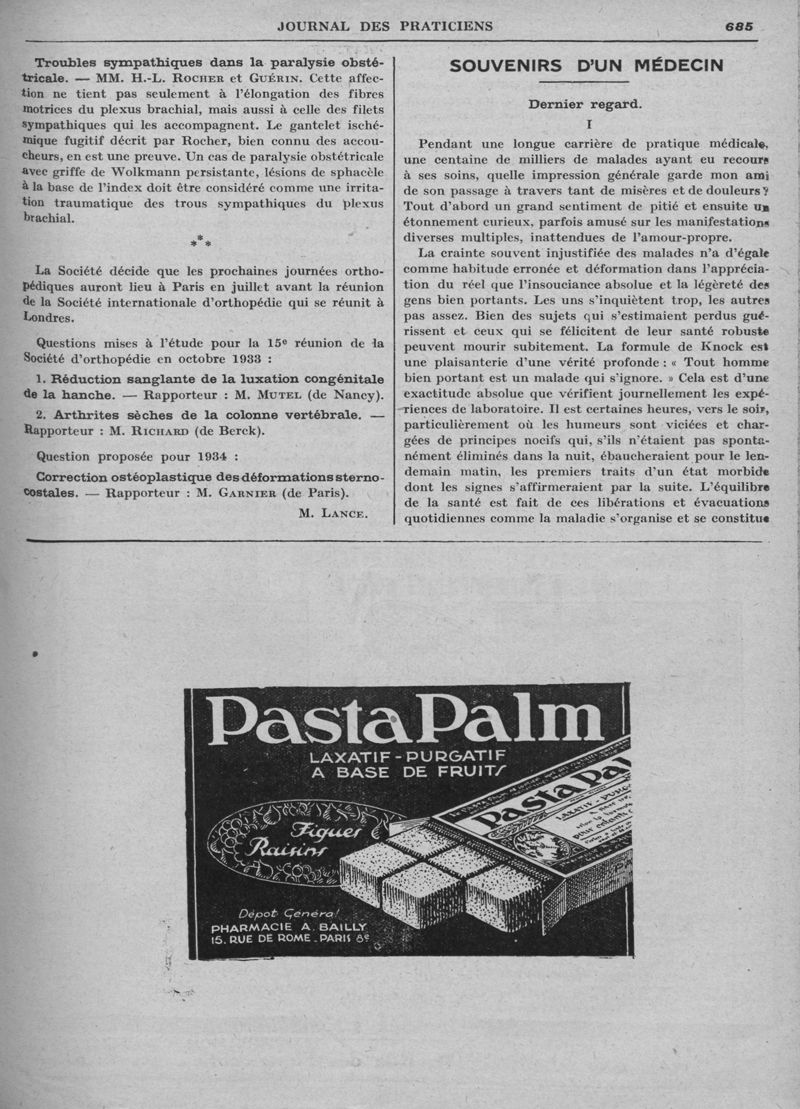 JOURNAL DES PRATICIENS 685
Troubles sympathiques dans la paralysie obsté-
tricale. — MM. H.-L. ROCHER et GUÉRIN. Cette affec-
tion ne tient pas seulement à l'élongation des fibres
motrices du plexus brachial, mais aussi à celle des filets
sympathiques qui les accompagnent. Le gantelet isché-
mique fugitif décrit par Rocher, bien connu des accou-
cheurs, en est une preuve. Un cas de paralysie obstétricale
avec griffe de Wolkmann persistante, lésions de sphacèle
à la base de l'index doit être considéré comme une irrita-
tion traumatique des trous sympathiques du plexus
brachial.
* * *
La Société décide que les prochaines journées ortho-
pédiques auront lieu à Paris en juillet avant la réunion
de la Société internationale d'orthopédie qui se réunit à
Londres.
Questions mises à l'étude pour la 15e réunion de la
Société d'orthopédie en octobre 1933 :
1. Réduction sanglante de la luxation congénitale
de la hanche. — Rapporteur : M. MUTEL (de Nancy).
2. Arthrites sèches de la colonne vertébrale. —
Rapporteur : M. RICHARD (de Berck).
Question proposée pour 1934 :
Correction ostéoplastique des déformations sterno-
costales. — Rapporteur : M. GARNIER (de Paris).
M. LANCE.
SOUVENIRS D'UN MÉDECIN
Dernier regard.
I
Pendant une longue carrière de pratique médicale,
une centaine de milliers de malades ayant eu recours
à ses soins, quelle impression générale garde mon ami
de son passage à travers tant de misères et de douleurs ?
Tout d'abord un grand sentiment de pitié et ensuite un
étonnement curieux, parfois amusé sur les manifestations
diverses multiples, inattendues de l'amour-propre.
La crainte souvent injustifiée des malades n'a d'égale
comme habitude erronée et déformation dans l'apprécia-
tion du réel que l'insouciance absolue et la légèreté des
gens bien portants. Les uns s'inquiètent trop, les autres
pas assez. Bien des sujets qui s'estimaient perdus gué-
rissent et ceux qui se félicitent de leur santé robuste
peuvent mourir subitement. La formule de Knock est
une plaisanterie d'une vérité profonde : « Tout homme
bien portant est un malade qui s'ignore. » Cela est d'une
exactitude absolue que vérifient journellement les expé-
riences de laboratoire. Il est certaines heures, vers le soir,
particulièrement où les humeurs sont viciées et char-
gées de principes nocifs qui, s'ils n'étaient pas sponta-
nément éliminés dans la nuit, ébaucheraient pour le len-
demain matin, les premiers traits d'un état morbide
dont les signes s'affirmeraient par la suite. L'équilibre
de la santé est fait de ces libérations et évacuations
quotidiennes comme la maladie s'organise et se constitue
Pasta Palm
LAXATIF - PURGATIF
A BASE DE FRUITS
Figues
Raisins
Pasta Pal
LAXATIF - PURG
Dépot Général
PHARMACIE A. BAILLY
15. RUE DE ROME. PARIS 8e